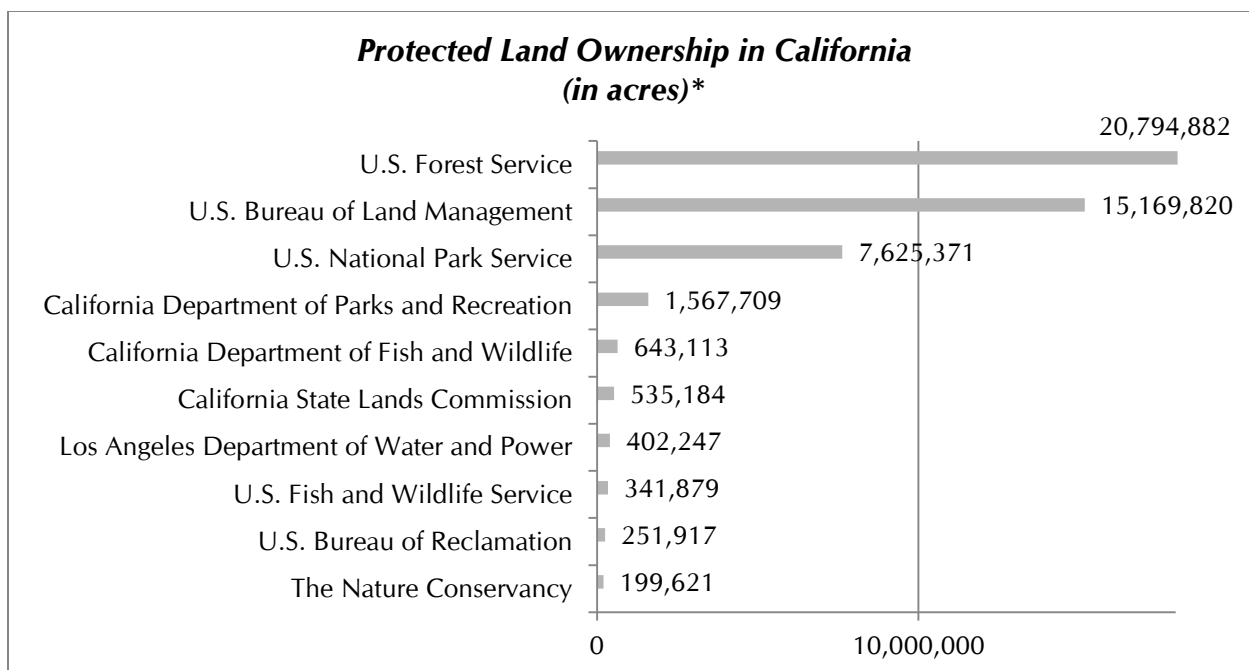 Protected Land Ownership in California
(in acres)*
20,794,882
U.S. Forest Service
U.S. Bureau of Land Management 15,169,820
U.S. National Park Service 7,625,371
California Department of Parks and Recreation 1,567,709
California Department of Fish and Wildlife 643,113
California State Lands Commission 535,184
Los Angeles Department of Water and Power 402,247
U.S. Fish and Wildlife Service 341,879
U.S. Bureau of Reclamation 251,917
The Nature Conservancy 199,621
0 10,000,000